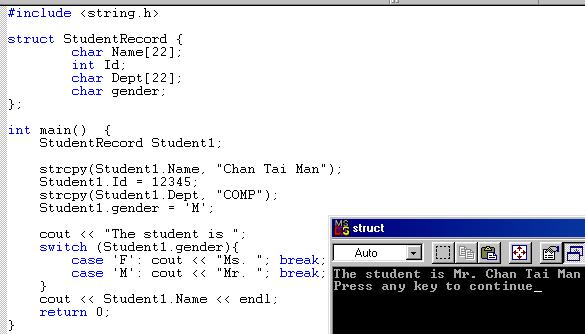 #include <string.h>
struct StudentRecord {
char Name[22];
int Id;
char Dept[22];
char gender;
};
int main()  {
StudentRecord Student1;
strcpy(Student1.Name, "Chan Tai Man");
Student1.Id = 12345;
strcpy(Student1.Dept, "COMP");
Student1.gender = 'M';
cout << "The student is ";
switch (Student1.gender){
case 'F': cout << "Ms. "; break;
case 'M': cout << "Mr. "; break;
}
cout << Student1.Name << endl;
return 0;
}
struct
Auto
The student is Mr. Chan Tai Man
Press any key to continue_